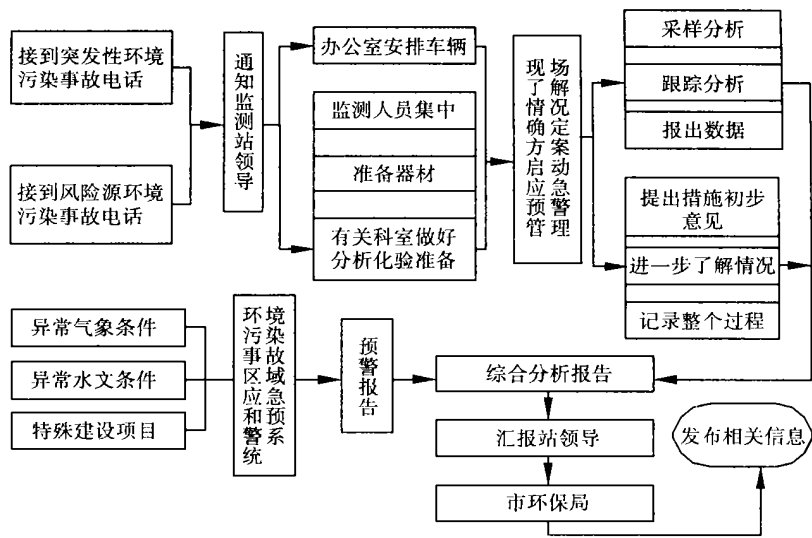 接到突发性环境
污染事故电话
接到风险源环境
污染事故电话
通知监测站领导
办公室安排车辆
监测人员集中
准备器材
有关科室做好
分析化验准备
现场
了解
情况
确定
方案
启动
应急
预警
管理
采样分析
跟踪分析
报出数据
提出措施初步
意见
进一步了解情况
记录整个过程
异常气象条件
异常水文条件
特殊建设项目
环境
污染
事故
区域
应急
和预
警系
统
预警报告
综合分析报告
汇报站领导
市环保局
发布相关信息